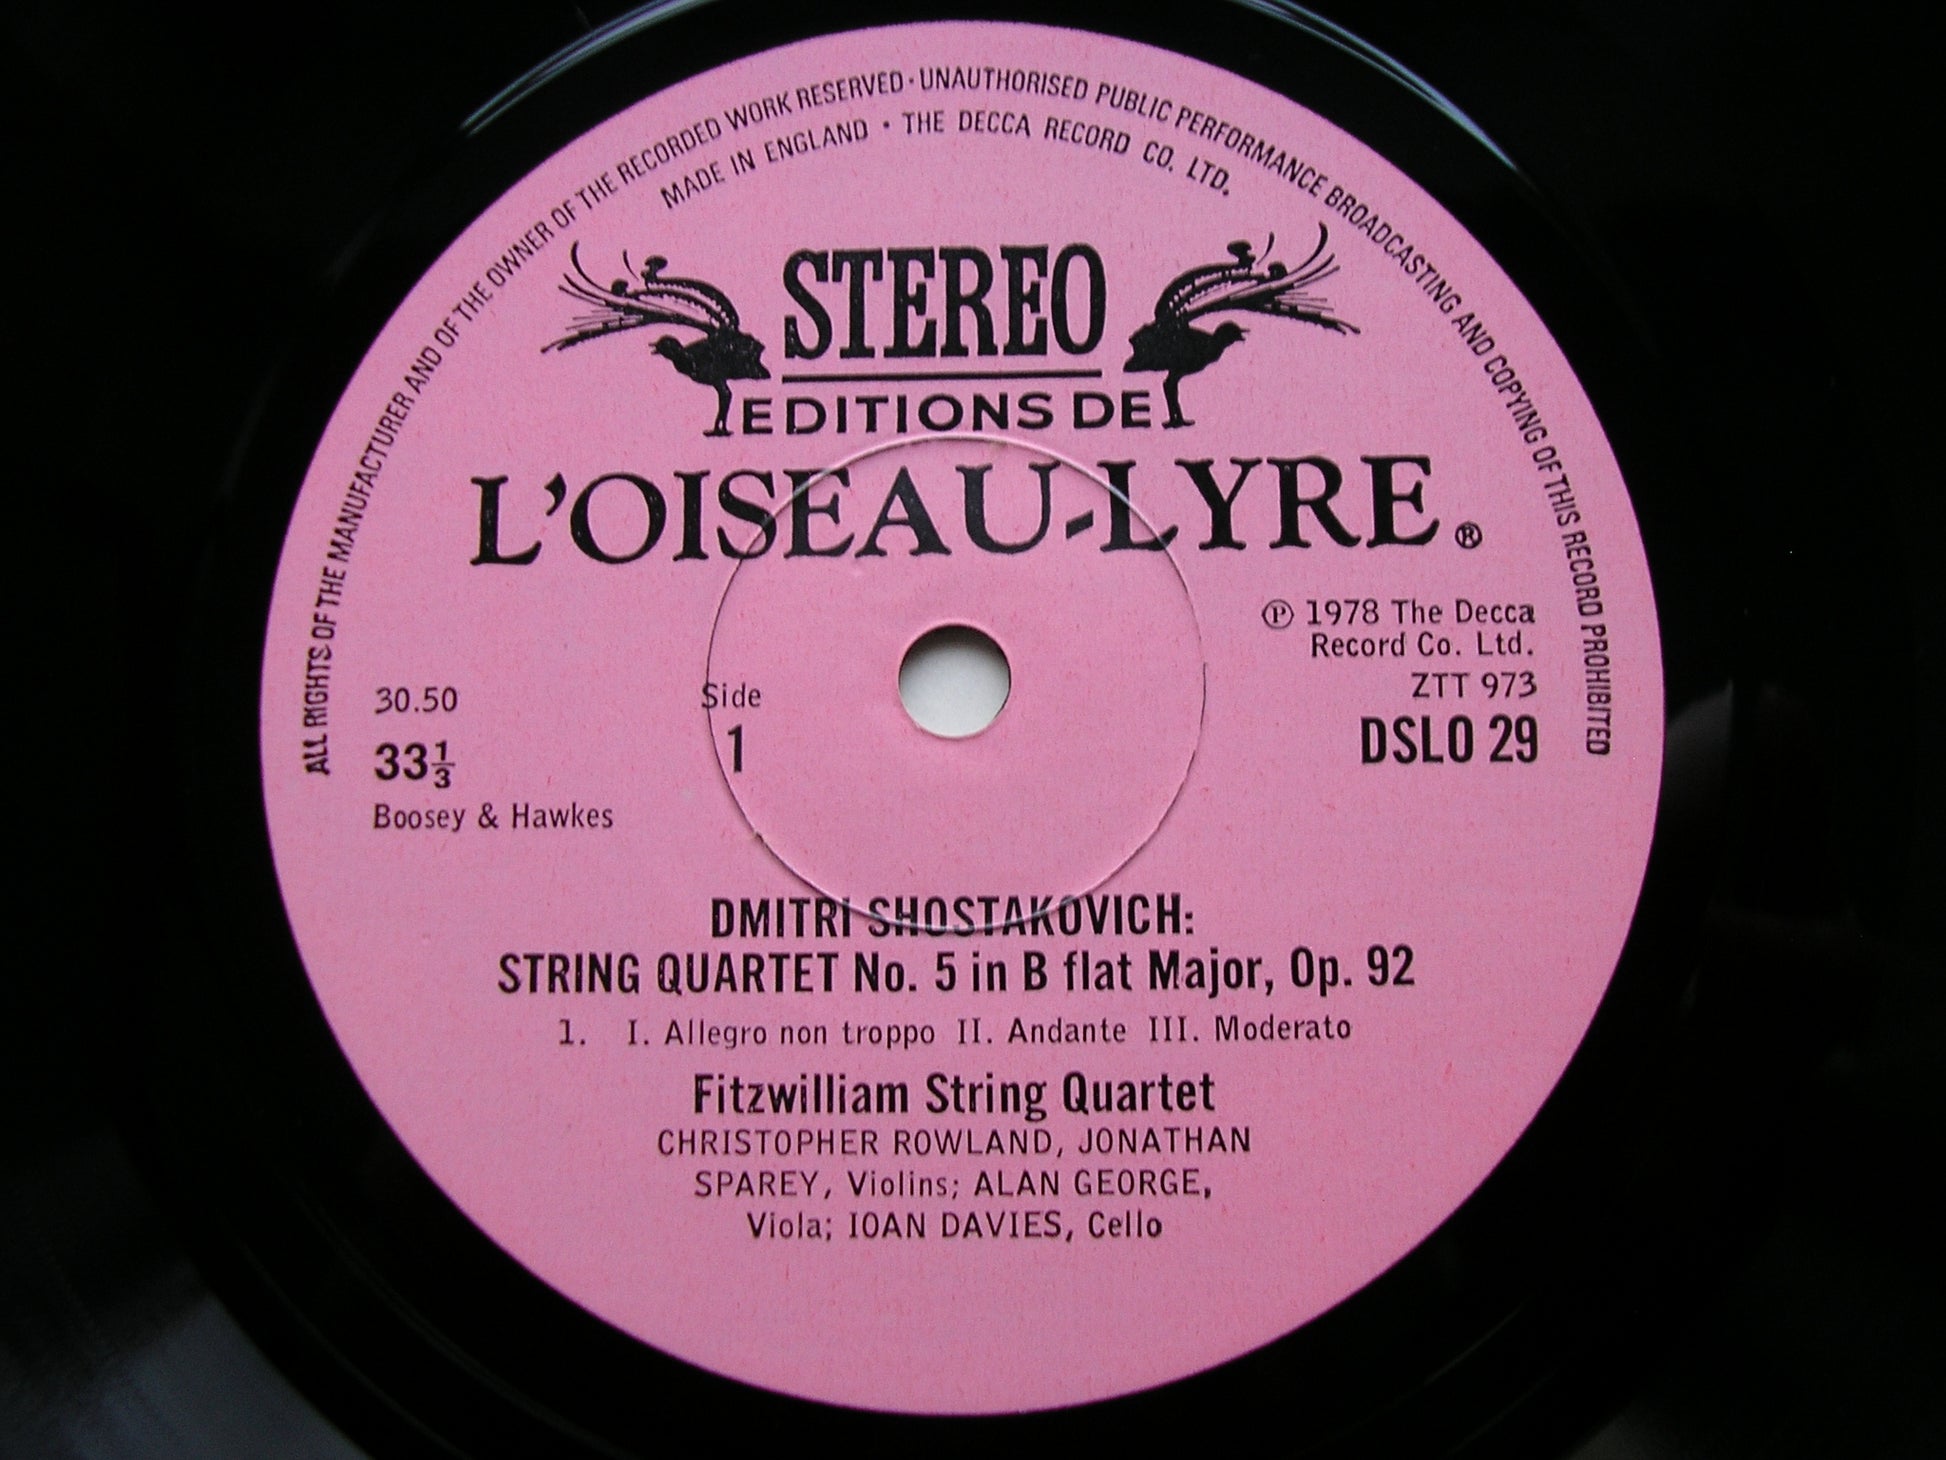 ALL RIGHTS OF THE MANUFACTURER AND OF THE OWNER OF THE RECORDED WORK RESERVED · UNAUTHORISED PUBLIC PERFORMANCE BROADCASTING AND COPYING OF THIS RECORD PROHIBITED
MADE IN ENGLAND · THE DECCA RECORD CO. LTD.
STEREO
EDITIONS DE
L'OISEAU-LYRE ®
℗ 1978 The Decca
Record Co. Ltd.
ZTT 973
DSLO 29
30.50
33⅓
Boosey & Hawkes
Side
1
DMITRI SHOSTAKOVICH:
STRING QUARTET No. 5 in B flat Major, Op. 92
1. I. Allegro non troppo II. Andante III. Moderato
Fitzwilliam String Quartet
CHRISTOPHER ROWLAND, JONATHAN
SPAREY, Violins; ALAN GEORGE,
Viola; IOAN DAVIES, Cello